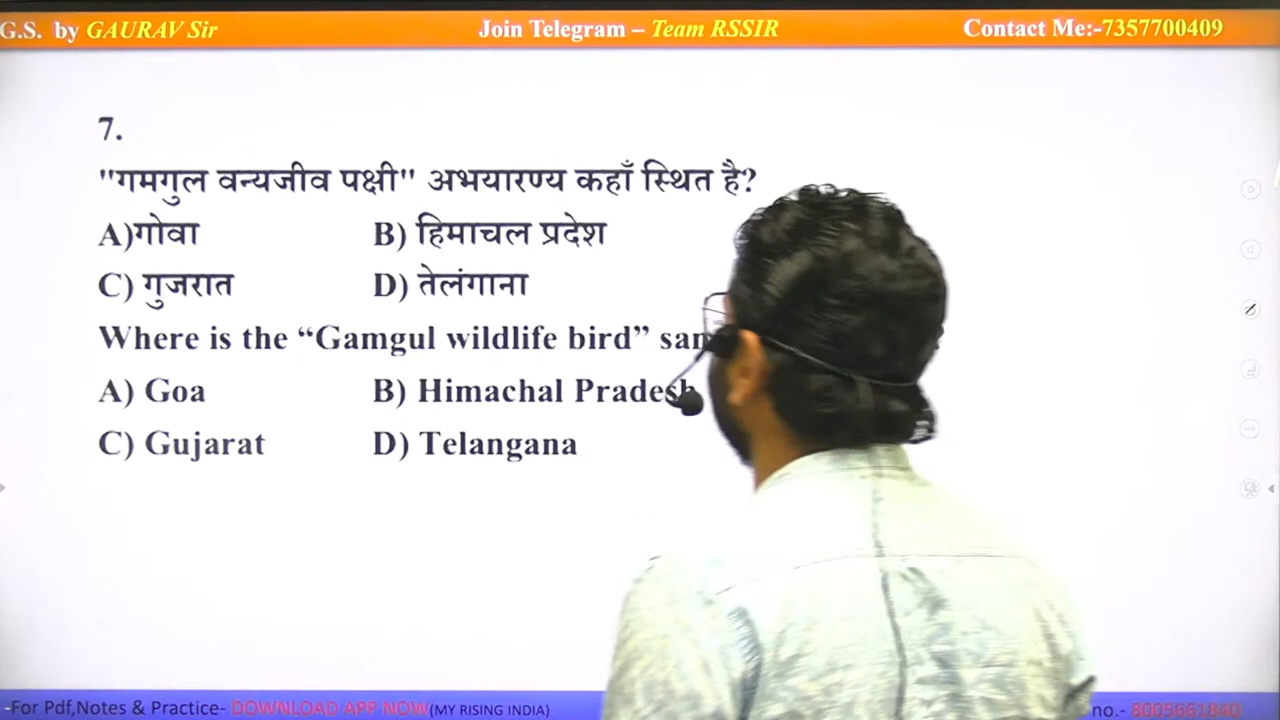 G.S. by GAURAV Sir Join Telegram – Team RSSIR Contact Me:-7357700409
7.
"गमगुल वन्यजीव पक्षी" अभयारण्य कहाँ स्थित है?
A)गोवा B) हिमाचल प्रदेश
C) गुजरात D) तेलंगाना
Where is the “Gamgul wildlife bird”
A) Goa B) Himachal Pradesh
C) Gujarat D) Telangana
-For Pdf,Notes & Practice- DOWNLOAD APP NOW(MY RISING INDIA) no.- 8005661840